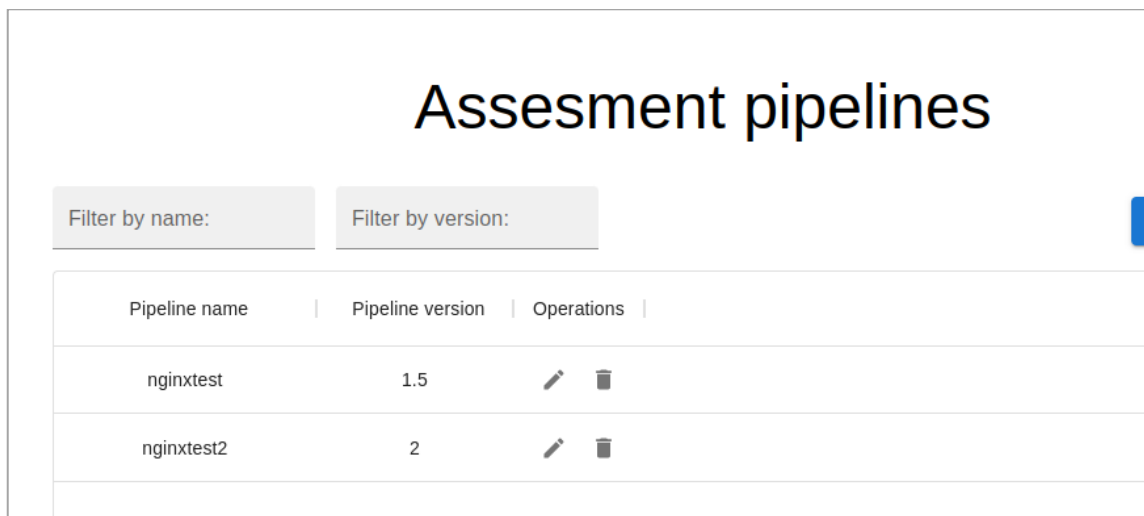 Assesment pipelines
Filter by name: Filter by version:
Pipeline name Pipeline version Operations
nginxtest 1.5
nginxtest2 2